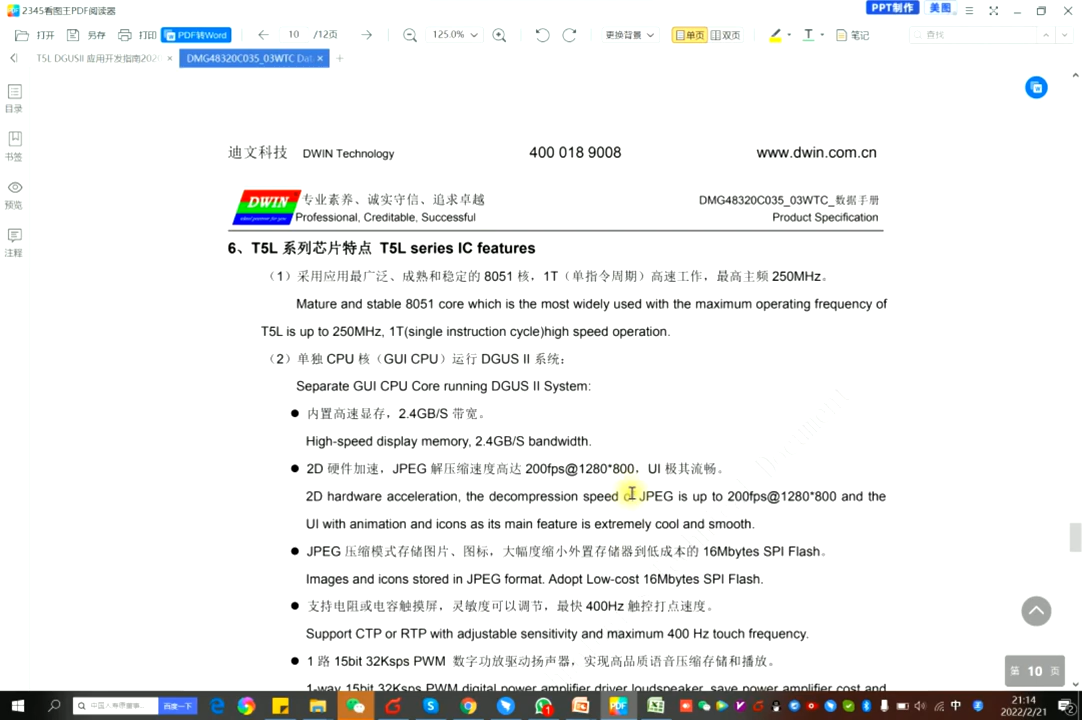 2345看图王PDF阅读器
PPT制作
美图
打开
另存
打印
PDF转Word
10 /12页
125.0%
更换背景
单页
双页
笔记
查找
T5L DGUSII 应用开发指南202
DMG48320C035_03WTC Dat
目录
书签
预览
注释
迪文科技 DWIN Technology 400 018 9008 www.dwin.com.cn
DWIN
专业素养、诚实守信、追求卓越
Professional, Creditable, Successful
DMG48320C035_03WTC_数据手册
Product Specification
6、T5L 系列芯片特点 T5L series IC features
（1）采用应用最广泛、成熟和稳定的 8051 核，1T（单指令周期）高速工作，最高主频 250MHz。
Mature and stable 8051 core which is the most widely used with the maximum operating frequency of
T5L is up to 250MHz, 1T(single instruction cycle)high speed operation.
（2）单独 CPU 核（GUI CPU）运行 DGUS II 系统：
Separate GUI CPU Core running DGUS II System:
● 内置高速显存，2.4GB/S 带宽。
High-speed display memory, 2.4GB/S bandwidth.
● 2D 硬件加速，JPEG 解压缩速度高达 200fps@1280*800，UI 极其流畅。
2D hardware acceleration, the decompression speed of JPEG is up to 200fps@1280*800 and the
UI with animation and icons as its main feature is extremely cool and smooth.
● JPEG 压缩模式存储图片、图标，大幅度缩小外置存储器到低成本的 16Mbytes SPI Flash。
Images and icons stored in JPEG format. Adopt Low-cost 16Mbytes SPI Flash.
● 支持电阻或电容触摸屏，灵敏度可以调节，最快 400Hz 触控打点速度。
Support CTP or RTP with adjustable sensitivity and maximum 400 Hz touch frequency.
● 1 路 15bit 32Ksps PWM 数字功放驱动扬声器，实现高品质语音压缩存储和播放。
1-way 15bit 32Ksps PWM digital power amplifier driver loudspeaker, save power amplifier cost and
第 10 页
百度一下
中
21:14
2022/2/21